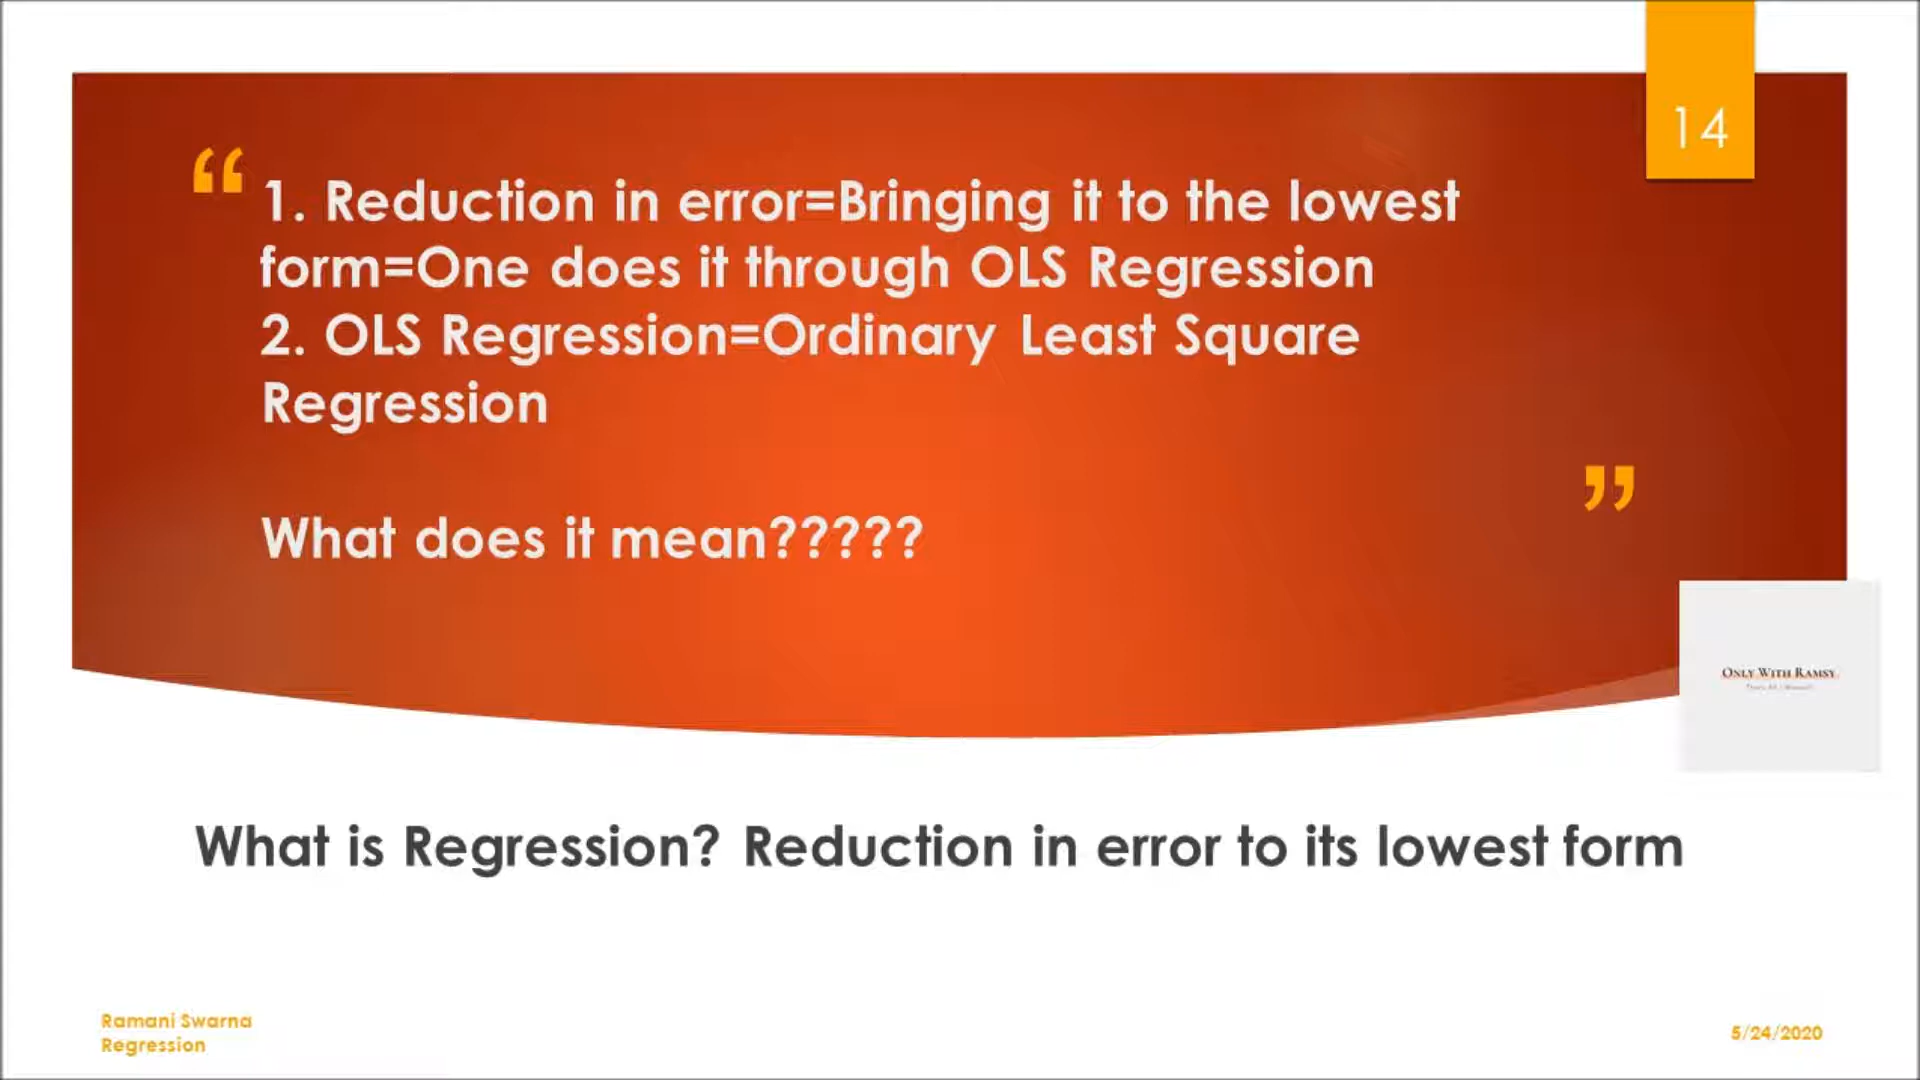 14
“ 1. Reduction in error=Bringing it to the lowest
form=One does it through OLS Regression
2. OLS Regression=Ordinary Least Square
Regression
What does it mean?????
”
ONLY WITH RAMSY
What is Regression? Reduction in error to its lowest form
Ramani Swarna
Regression
5/24/2020